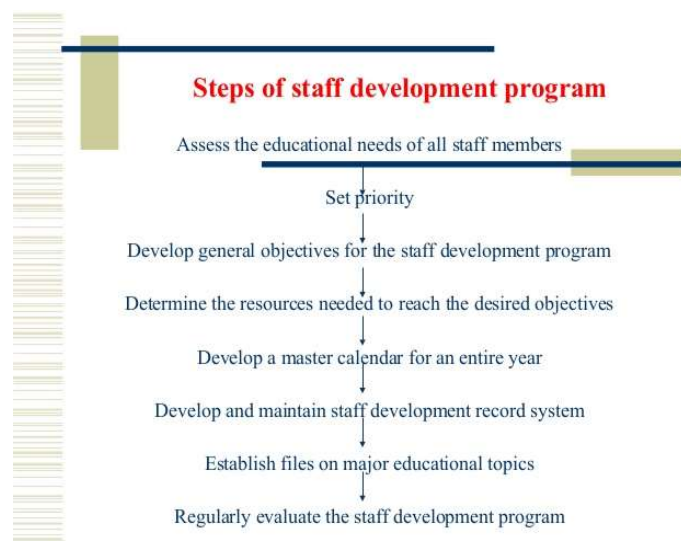 Steps of staff development program
Assess the educational needs of all staff members
Set priority
Develop general objectives for the staff development program
Determine the resources needed to reach the desired objectives
Develop a master calendar for an entire year
Develop and maintain staff development record system
Establish files on major educational topics
Regularly evaluate the staff development program